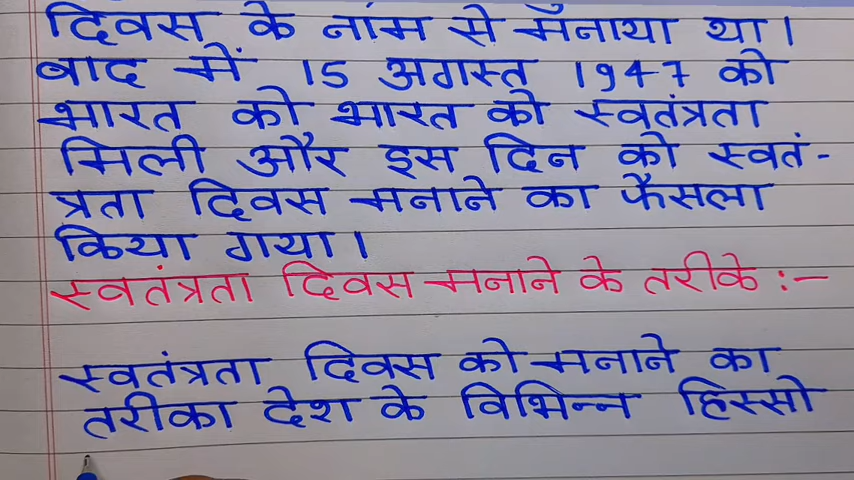 दिवस के नाम से मनाया था।
बाद में 15 अगस्त 1947 को
भारत को भारत को स्वतंत्रता
मिली और इस दिन को स्वतं-
त्रता दिवस मनाने का फैसला
किया गया।
स्वतंत्रता दिवस मनाने के तरीके :-
स्वतंत्रता दिवस को मनाने का
तरीका देश के विभिन्न हिस्सो